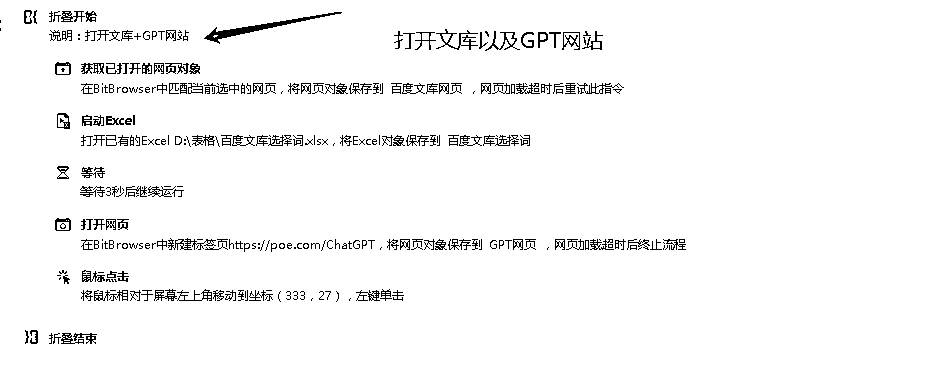 折叠开始
说明：打开文库+GPT网站
打开文库以及GPT网站
获取已打开的网页对象
在BitBrowser中匹配当前选中的网页，将网页对象保存到 百度文库网页 ，网页加载超时后重试此指令
启动Excel
打开已有的Excel D:\表格\百度文库选择词.xlsx，将Excel对象保存到 百度文库选择词
等待
等待3秒后继续运行
打开网页
在BitBrowser中新建标签页https://poe.com/ChatGPT，将网页对象保存到 GPT网页 ，网页加载超时后终止流程
鼠标点击
将鼠标相对于屏幕左上角移动到坐标（333，27），左键单击
折叠结束